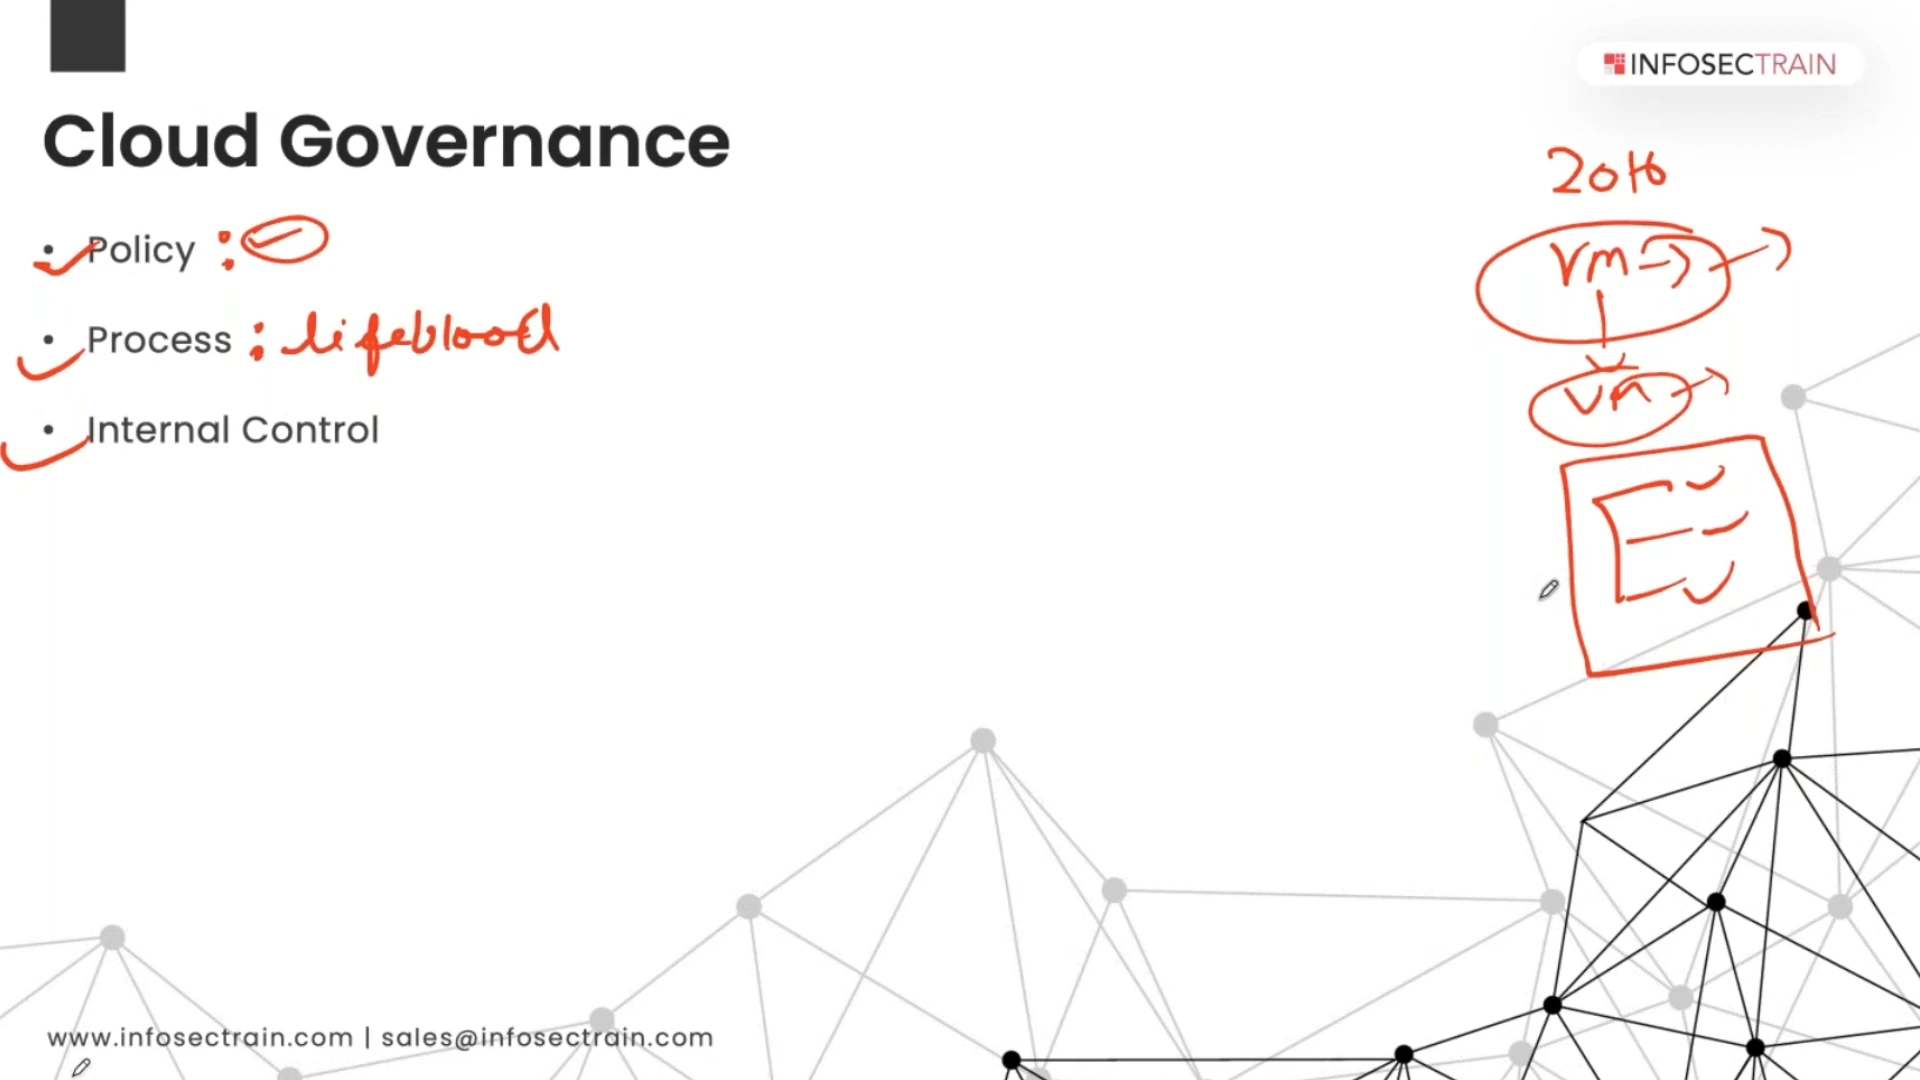 INFOSECTRAIN
Cloud Governance
2016
• Policy :
vm
• Process : lifeblood
vm
• Internal Control
www.infosectrain.com | sales@infosectrain.com